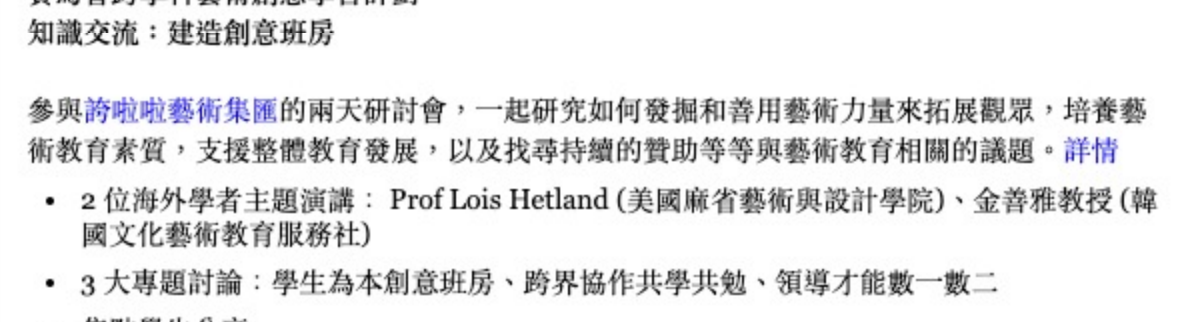 知識交流：建造創意班房
參與誇啦啦藝術集匯的兩天研討會，一起研究如何發掘和善用藝術力量來拓展觀眾，培養藝
術教育素質，支援整體教育發展，以及找尋持續的贊助等等與藝術教育相關的議題。詳情
• 2 位海外學者主題演講： Prof Lois Hetland (美國麻省藝術與設計學院)、金善雅教授 (韓
國文化藝術教育服務社)
• 3 大專題討論：學生為本創意班房、跨界協作共學共勉、領導才能數一數二